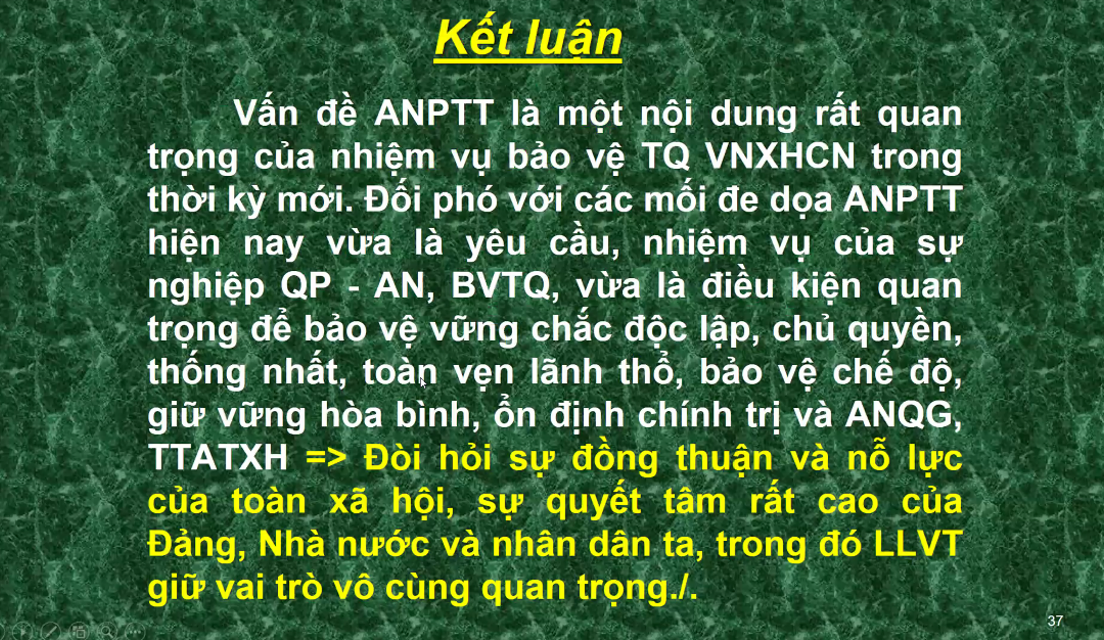 Kết luận
Vấn đề ANPTT là một nội dung rất quan
trọng của nhiệm vụ bảo vệ TQ VNXHCN trong
thời kỳ mới. Đối phó với các mối đe dọa ANPTT
hiện nay vừa là yêu cầu, nhiệm vụ của sự
nghiệp QP - AN, BVTQ, vừa là điều kiện quan
trọng để bảo vệ vững chắc độc lập, chủ quyền,
thống nhất, toàn vẹn lãnh thổ, bảo vệ chế độ,
giữ vững hòa bình, ổn định chính trị và ANQG,
TTATXH => Đòi hỏi sự đồng thuận và nỗ lực
của toàn xã hội, sự quyết tâm rất cao của
Đảng, Nhà nước và nhân dân ta, trong đó LLVT
giữ vai trò vô cùng quan trọng./.
37